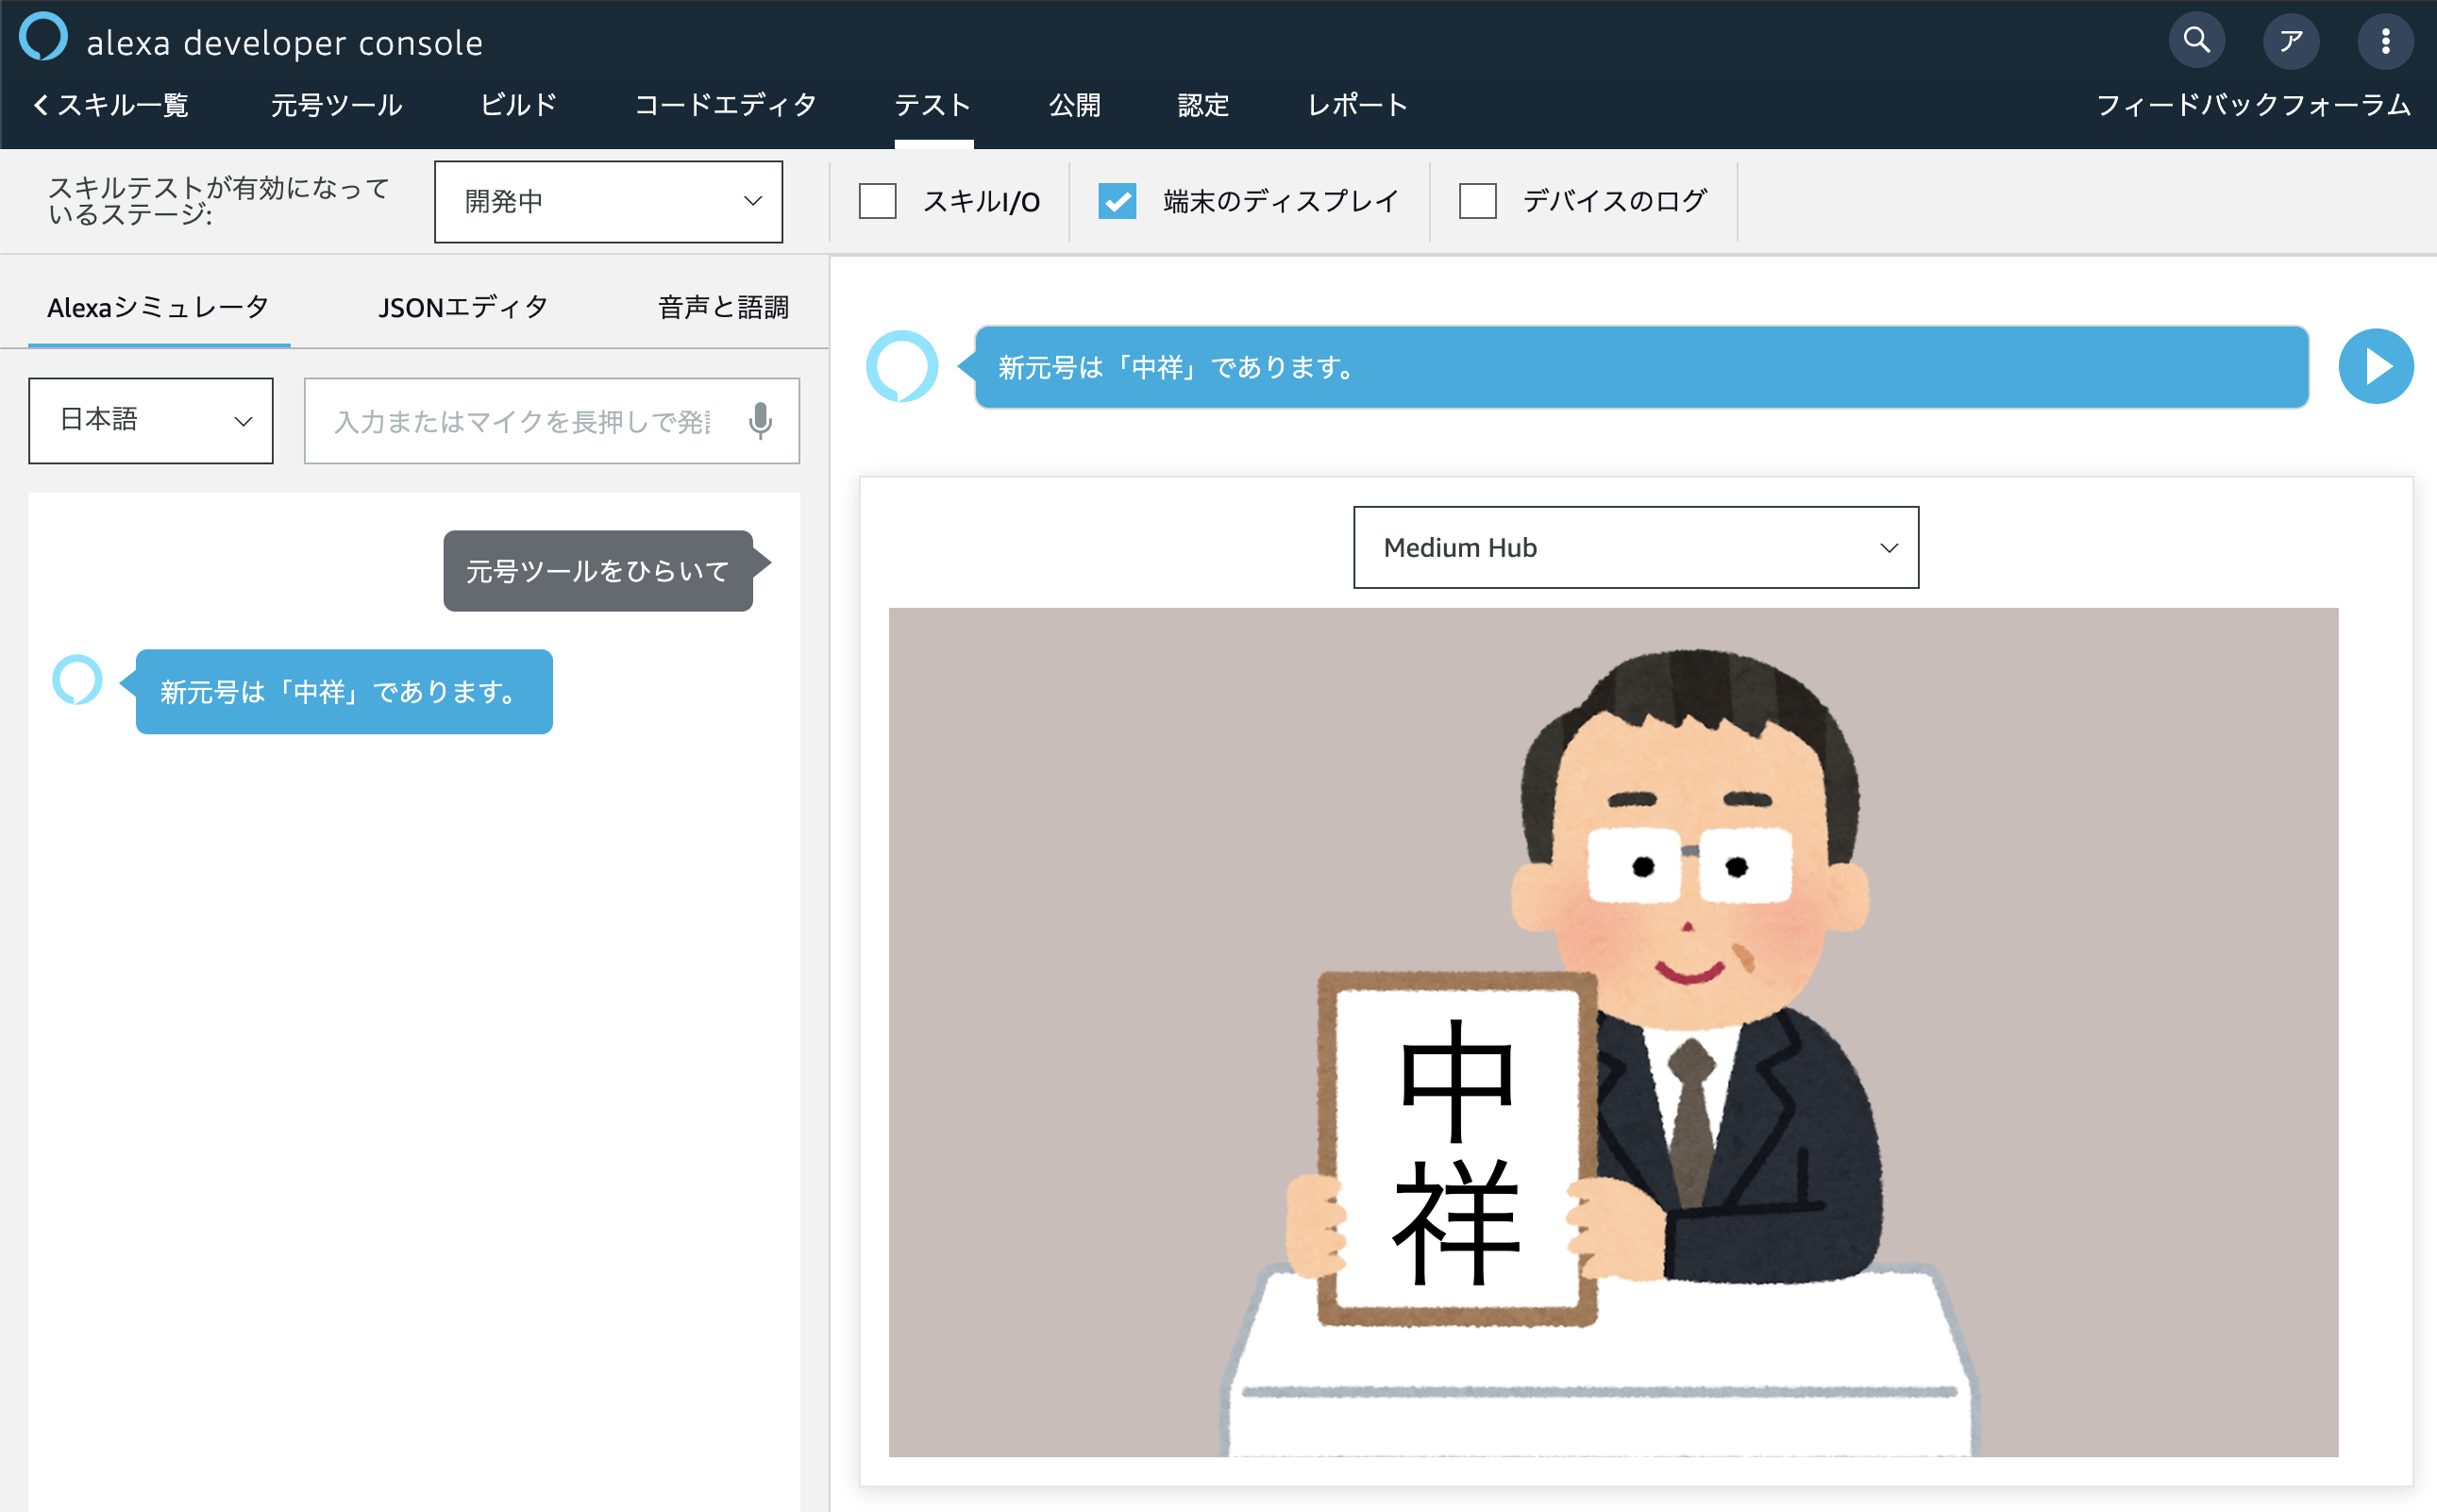 alexa developer console
ア
スキル一覧
元号ツール
ビルド
コードエディタ
テスト
公開
認定
レポート
フィードバックフォーラム
スキルテストが有効になって
いるステージ:
開発中
スキルI/O
端末のディスプレイ
デバイスのログ
Alexaシミュレータ
JSONエディタ
音声と語調
日本語
入力またはマイクを長押しで発
元号ツールをひらいて
新元号は「中祥」であります。
新元号は「中祥」であります。
Medium Hub
中
祥